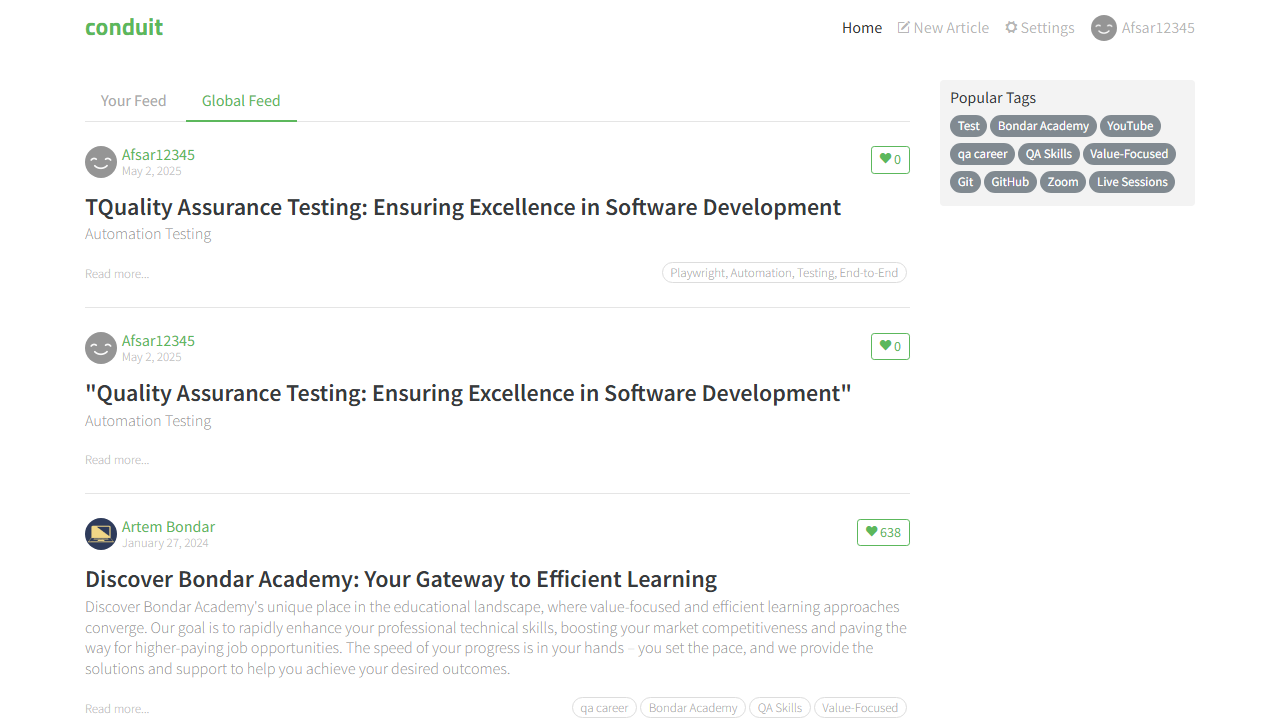 conduit
Home New Article Settings Afsar12345
Your Feed Global Feed
Afsar12345
May 2, 2025
0
TQuality Assurance Testing: Ensuring Excellence in Software Development
Automation Testing
Read more...
Playwright, Automation, Testing, End-to-End
Afsar12345
May 2, 2025
0
"Quality Assurance Testing: Ensuring Excellence in Software Development"
Automation Testing
Read more...
Artem Bondar
January 27, 2024
638
Discover Bondar Academy: Your Gateway to Efficient Learning
Discover Bondar Academy's unique place in the educational landscape, where value-focused and efficient learning approaches
converge. Our goal is to rapidly enhance your professional technical skills, boosting your market competitiveness and paving the
way for higher-paying job opportunities. The speed of your progress is in your hands – you set the pace, and we provide the
solutions and support to help you achieve your desired outcomes.
Read more...
qa career Bondar Academy QA Skills Value-Focused
Popular Tags
Test Bondar Academy YouTube
qa career QA Skills Value-Focused
Git GitHub Zoom Live Sessions